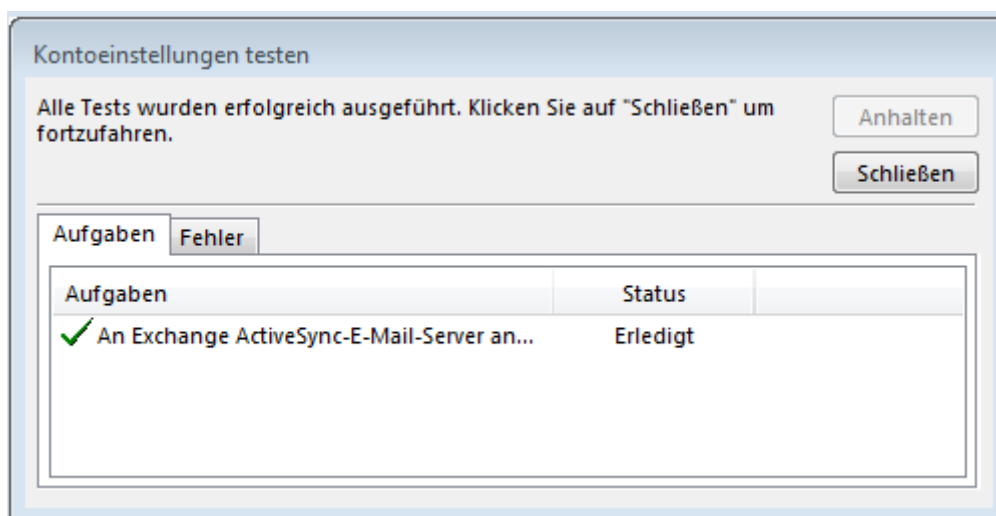 Kontoeinstellungen testen
Alle Tests wurden erfolgreich ausgeführt. Klicken Sie auf "Schließen" um
fortzufahren.
Anhalten
Schließen
Aufgaben Fehler
Aufgaben Status
An Exchange ActiveSync-E-Mail-Server an... Erledigt